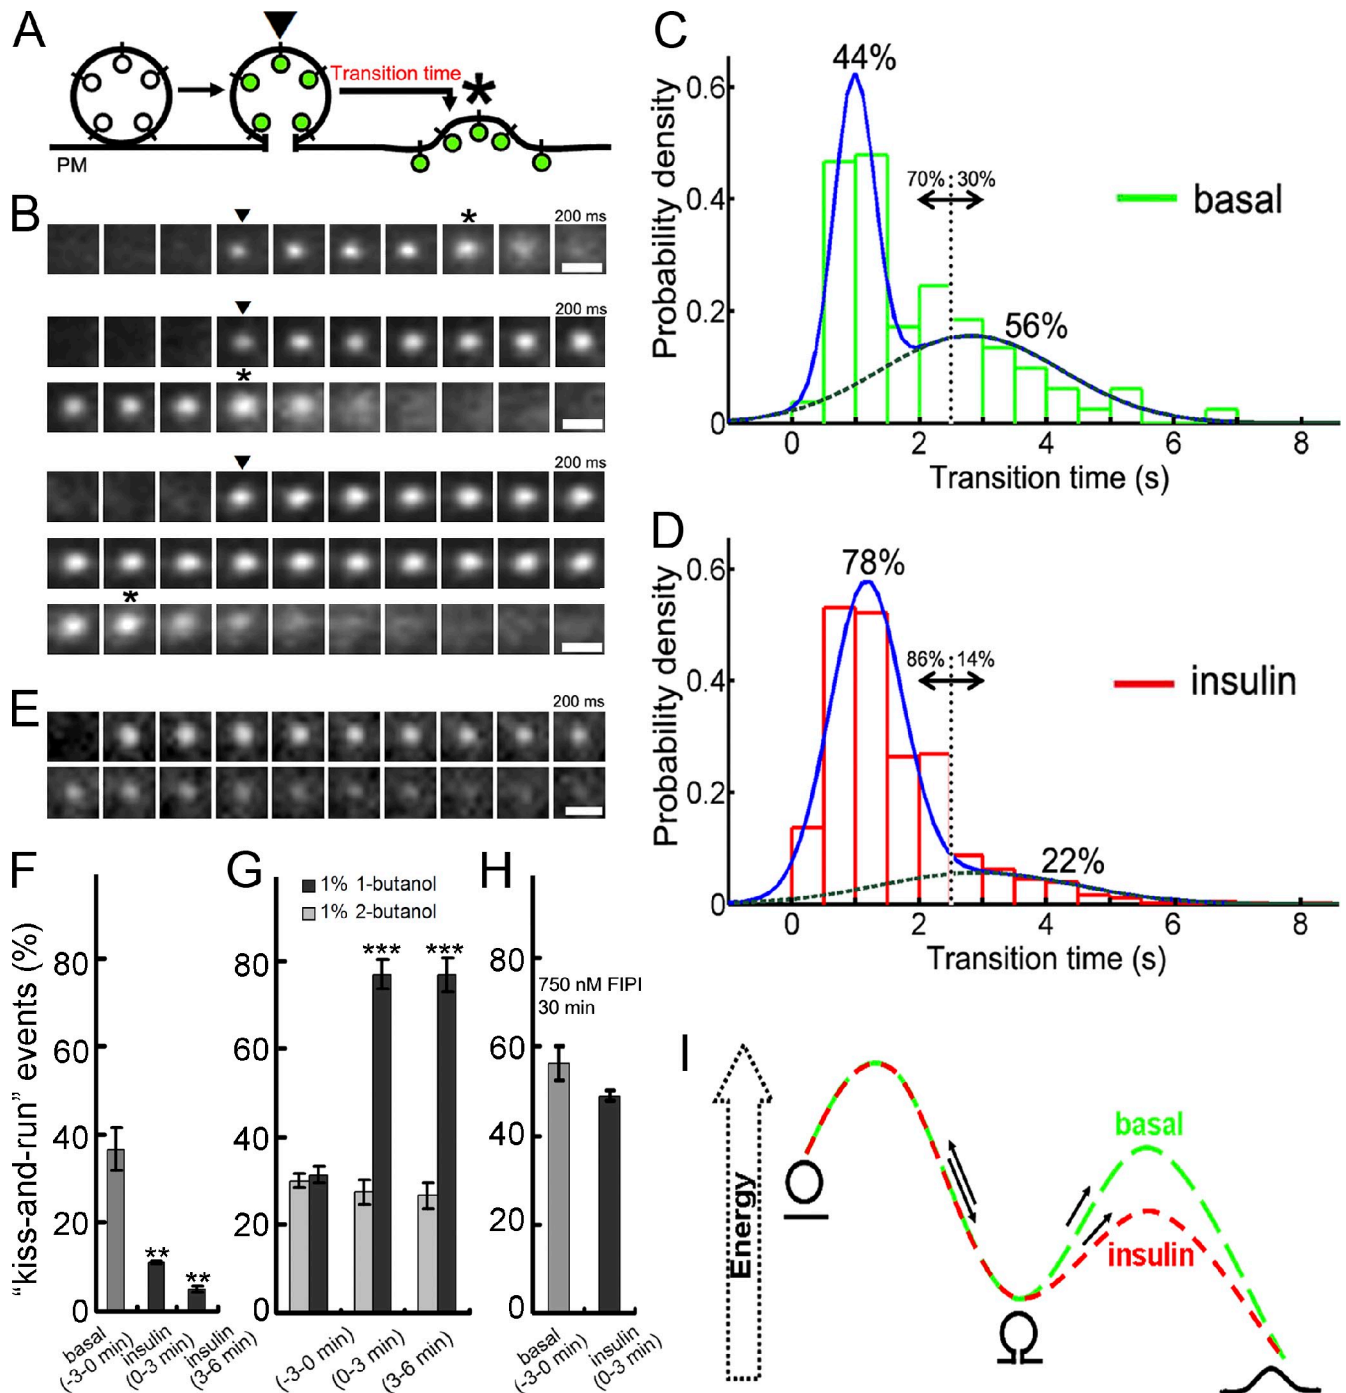 A
Transition time
*
PM
B
*
200 ms
200 ms
*
200 ms
*
E
200 ms
C
44%
0.6
0.4
0.2
0
Probability density
70% 30%
56%
basal
0 2 4 6 8
Transition time (s)
D
78%
0.6
0.4
0.2
0
Probability density
86% 14%
22%
insulin
0 2 4 6 8
Transition time (s)
F
"kiss-and-run" events (%)
80
60
40
20
0
**
**
basal
(-3-0 min)
insulin
(0-3 min)
insulin
(3-6 min)
G
1% 1-butanol
1% 2-butanol
80
60
40
20
0
***
***
(-3-0 min)
(0-3 min)
(3-6 min)
H
80
60
40
20
0
750 nM FIPI
30 min
basal
(-3-0 min)
insulin
(0-3 min)
I
Energy
basal
insulin